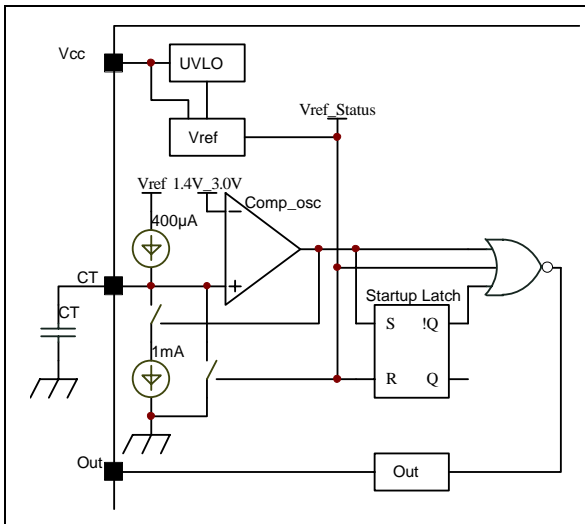 Vcc
UVLO
Vref_Status
Vref
Vref 1.4V_3.0V
Comp_osc
400µA
CT
CT
Startup Latch
S !Q
1mA
R Q
Out
Out